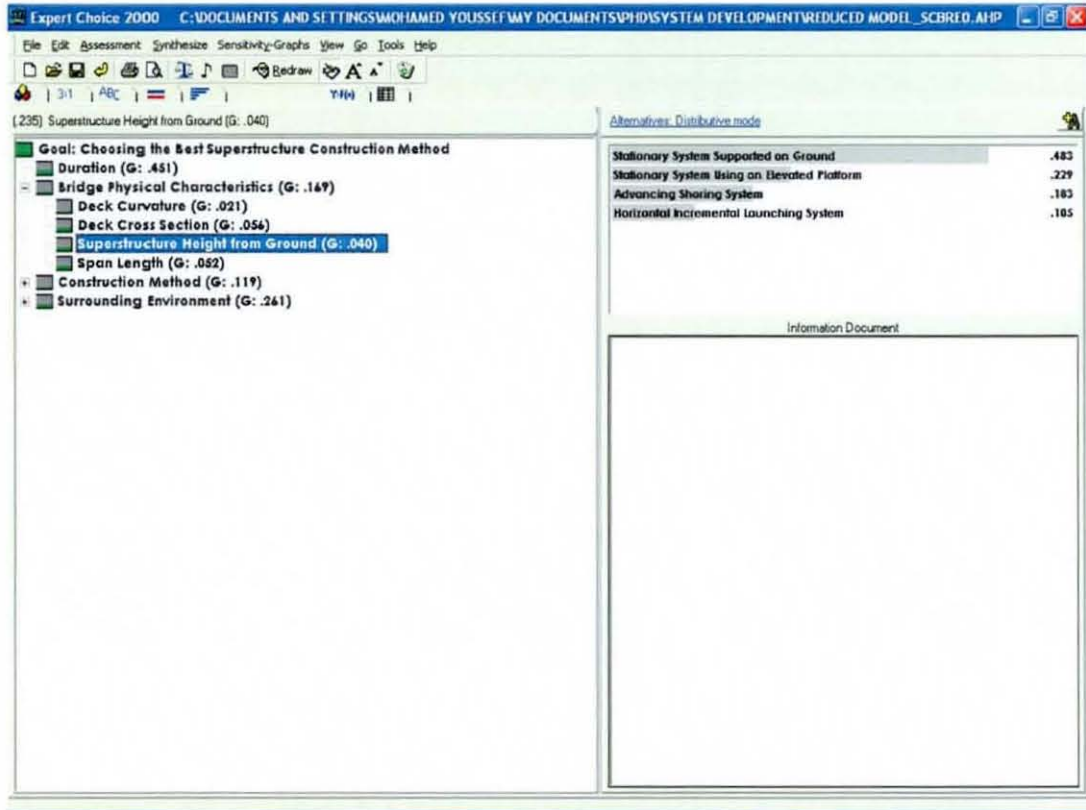 Expert Choice 2000 C:\DOCUMENTS AND SETTINGS\MOHAMED YOUSSEF\MY DOCUMENTS\PHD\SYSTEM DEVELOPMENT\REDUCED MODEL_SCBRED.AHP
File Edit Assessment Synthesize Sensitivity-Graphs View Go Tools Help
Redraw
3:1 ABC
(.235) Superstructure Height from Ground (G: .040)
Alternatives: Distributive mode
Goal: Choosing the Best Superstructure Construction Method
Duration (G: .451)
Bridge Physical Characteristics (G: .169)
Deck Curvature (G: .021)
Deck Cross Section (G: .056)
Superstructure Height from Ground (G: .040)
Span Length (G: .052)
Construction Method (G: .119)
Surrounding Environment (G: .261)
Stationary System Supported on Ground .483
Stationary System Using an Elevated Platform .229
Advancing Shoring System .183
Horizontal Incremental Launching System .105
Information Document